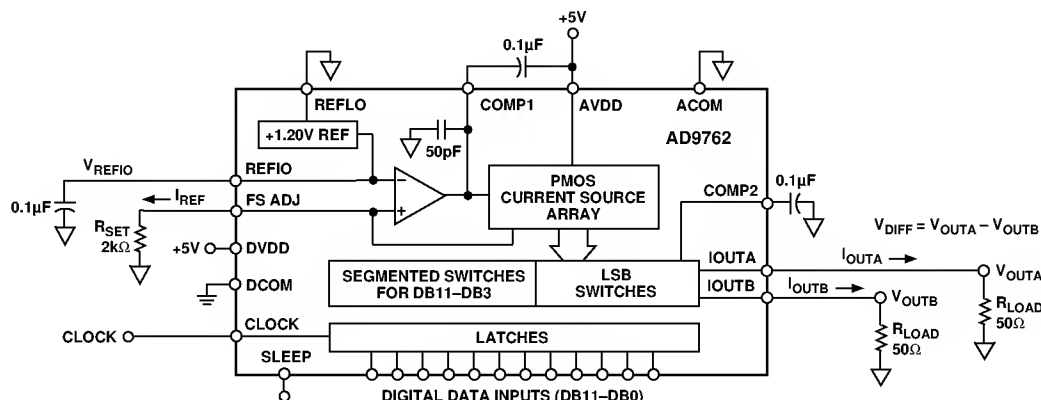 +5V
0.1µF
REFLO
COMP1
AVDD
ACOM
+1.20V REF
50pF
AD9762
V_REFIO
REFIO
–
+
PMOS
CURRENT SOURCE
ARRAY
COMP2
0.1µF
0.1µF
I_REF
FS ADJ
R_SET
2kΩ
+5V
DVDD
DCOM
V_DIFF = V_OUTA – V_OUTB
SEGMENTED SWITCHES
FOR DB11–DB3
LSB
SWITCHES
IOUTA
I_OUTA
V_OUTA
IOUTB
I_OUTB
V_OUTB
R_LOAD
50Ω
R_LOAD
50Ω
CLOCK
CLOCK
LATCHES
SLEEP
DIGITAL DATA INPUTS (DB11–DB0)